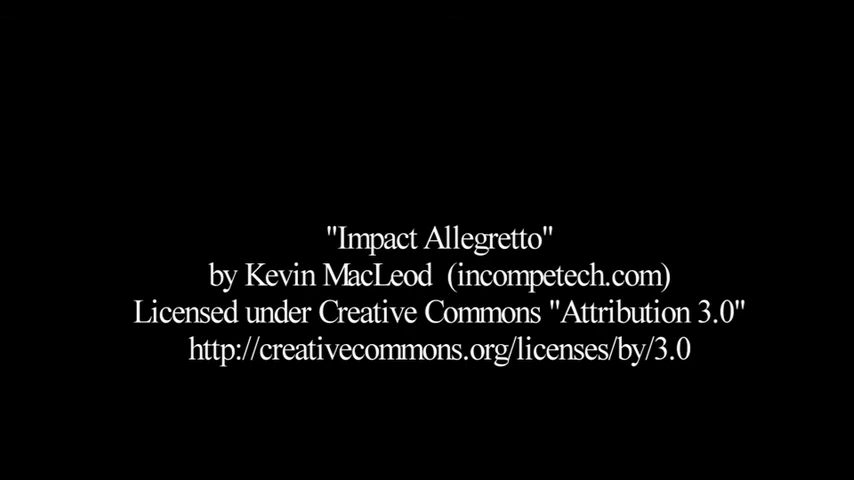 "Impact Allegretto"
by Kevin MacLeod (incompetech.com)
Licensed under Creative Commons "Attribution 3.0"
http://creativecommons.org/licenses/by/3.0